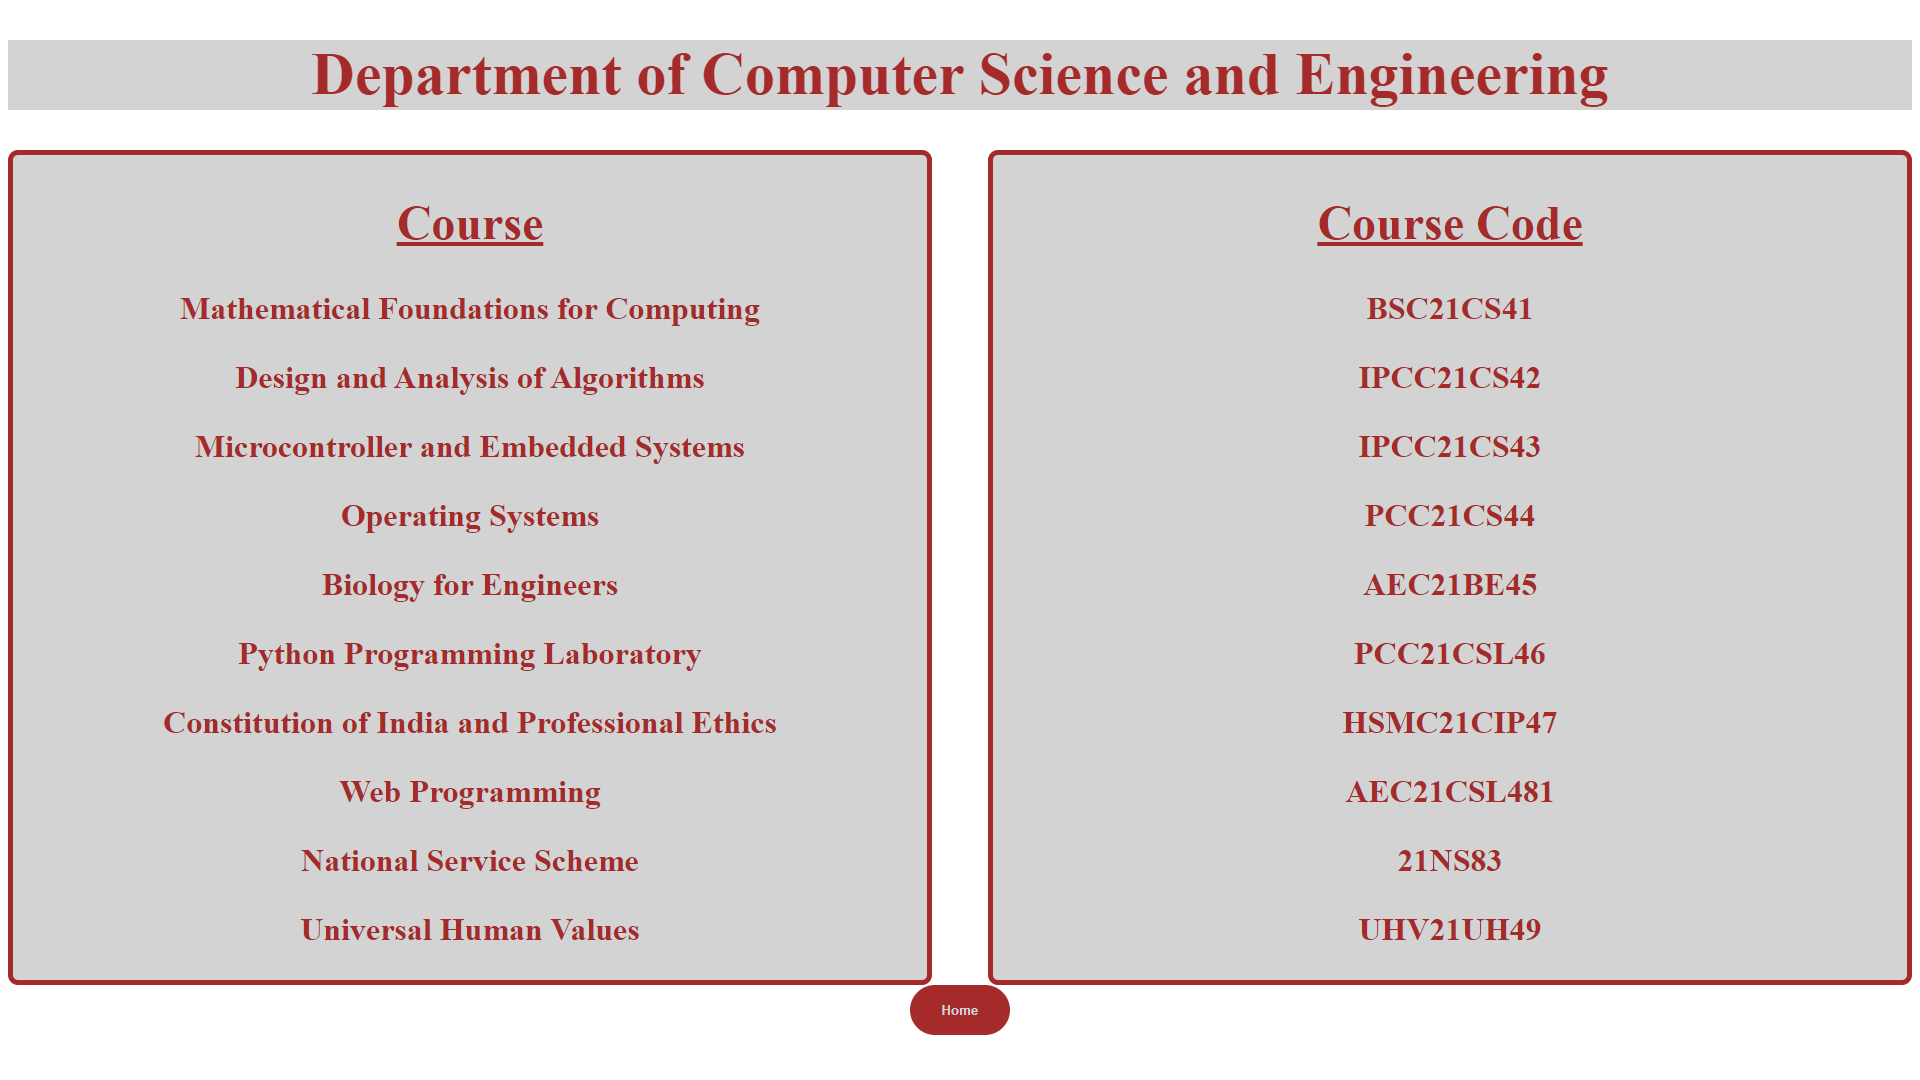 Department of Computer Science and Engineering
Course
Mathematical Foundations for Computing
Design and Analysis of Algorithms
Microcontroller and Embedded Systems
Operating Systems
Biology for Engineers
Python Programming Laboratory
Constitution of India and Professional Ethics
Web Programming
National Service Scheme
Universal Human Values
Course Code
BSC21CS41
IPCC21CS42
IPCC21CS43
PCC21CS44
AEC21BE45
PCC21CSL46
HSMC21CIP47
AEC21CSL481
21NS83
UHV21UH49
Home